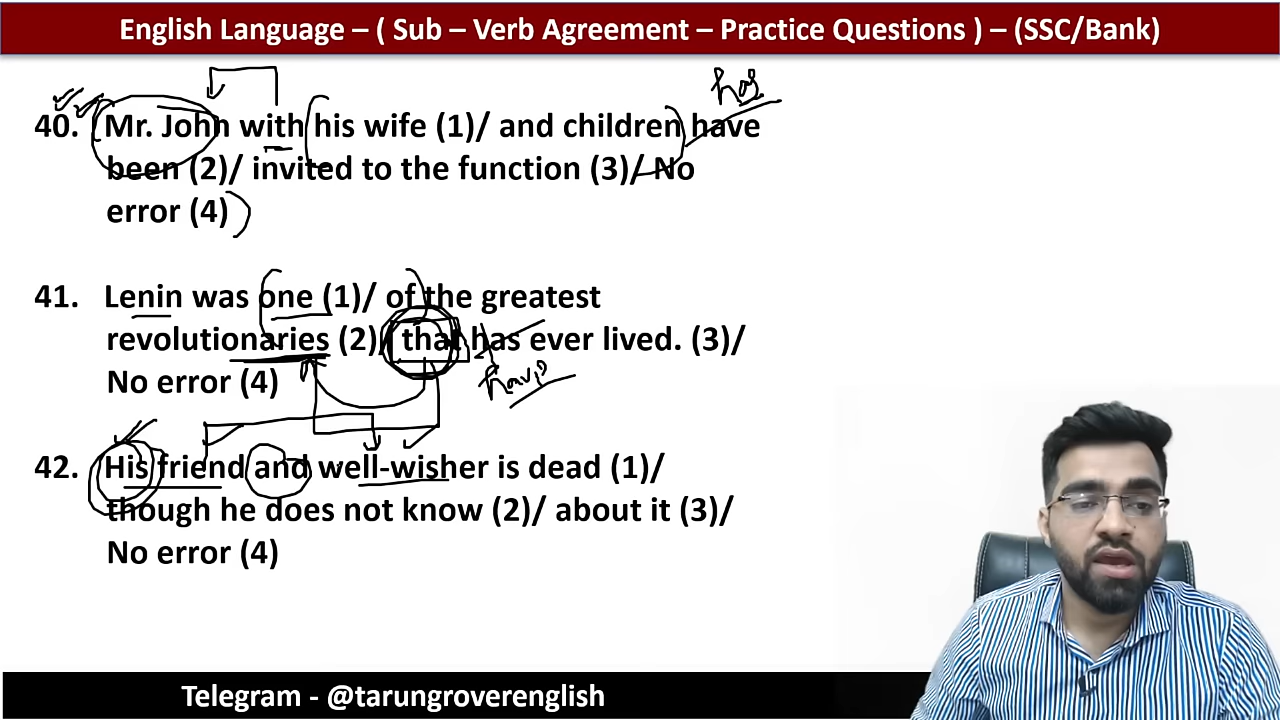 English Language – ( Sub – Verb Agreement – Practice Questions ) – (SSC/Bank)
has
40. Mr. John with his wife (1)/ and children have
been (2)/ invited to the function (3)/ No
error (4)
41. Lenin was one (1)/ of the greatest
revolutionaries (2)/ that has ever lived. (3)/
have
No error (4)
42. His friend and well-wisher is dead (1)/
though he does not know (2)/ about it (3)/
No error (4)
Telegram - @tarungroverenglish